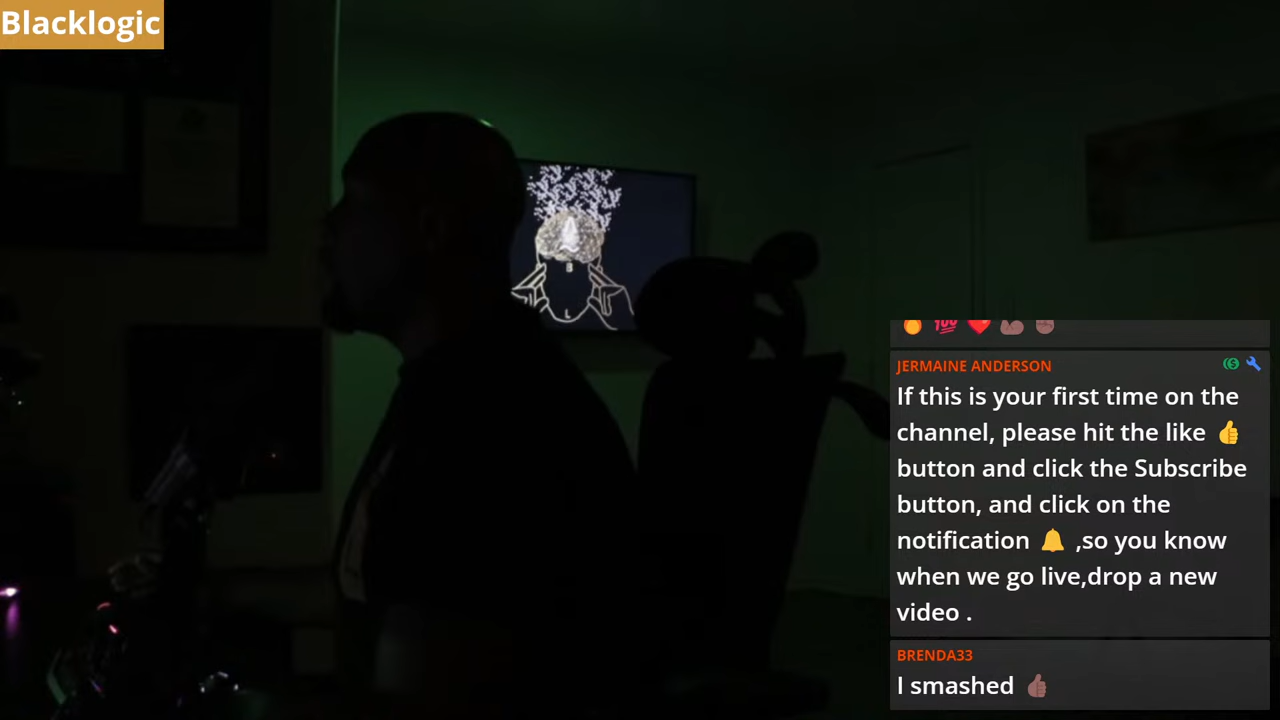 Blacklogic
🔥 💯 ❤️ 💪🏾 ✊🏾
JERMAINE ANDERSON
If this is your first time on the
channel, please hit the like 👍
button and click the Subscribe
button, and click on the
notification 🔔 ,so you know
when we go live,drop a new
video .
BRENDA33
I smashed 👍🏾
B
L